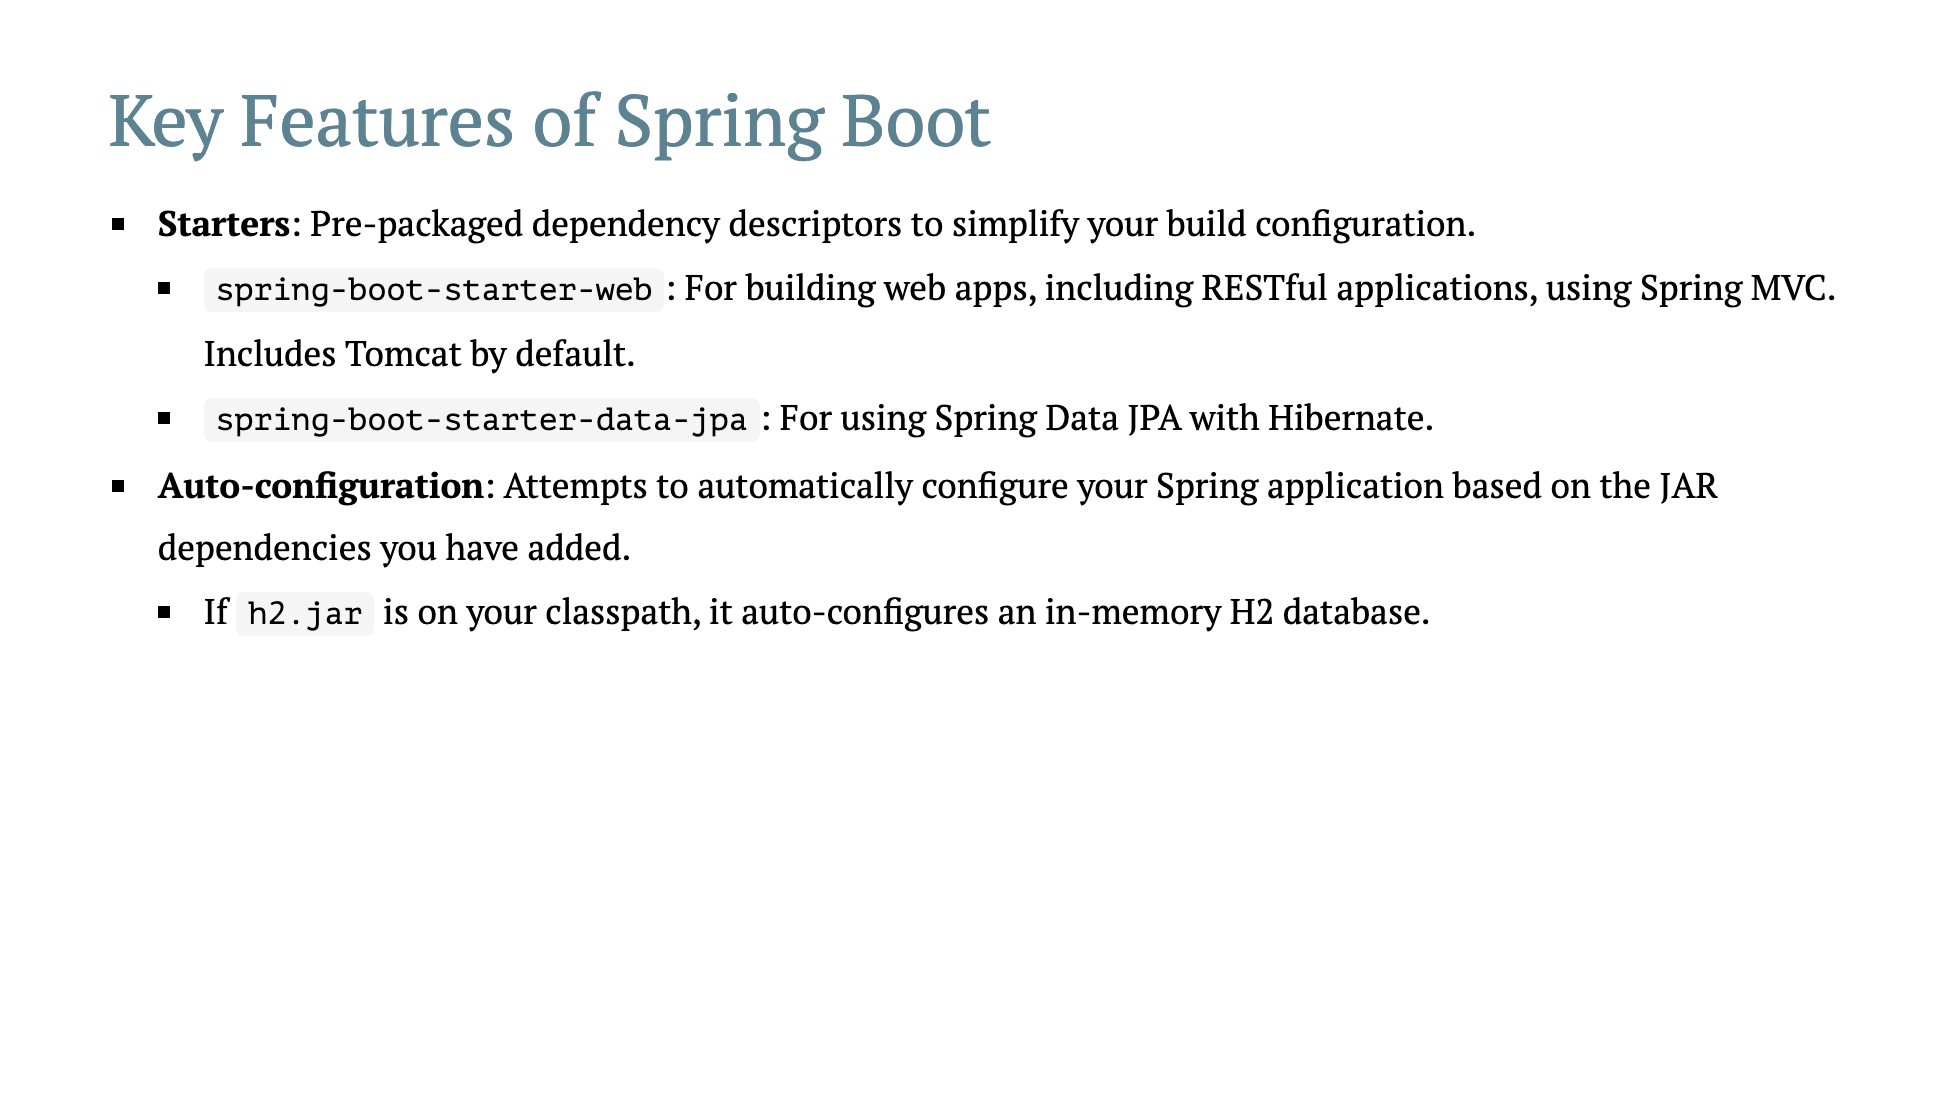 Key Features of Spring Boot
▪ Starters: Pre-packaged dependency descriptors to simplify your build configuration.
▪ spring-boot-starter-web: For building web apps, including RESTful applications, using Spring MVC.
Includes Tomcat by default.
▪ spring-boot-starter-data-jpa: For using Spring Data JPA with Hibernate.
▪ Auto-configuration: Attempts to automatically configure your Spring application based on the JAR
dependencies you have added.
▪ If h2.jar is on your classpath, it auto-configures an in-memory H2 database.